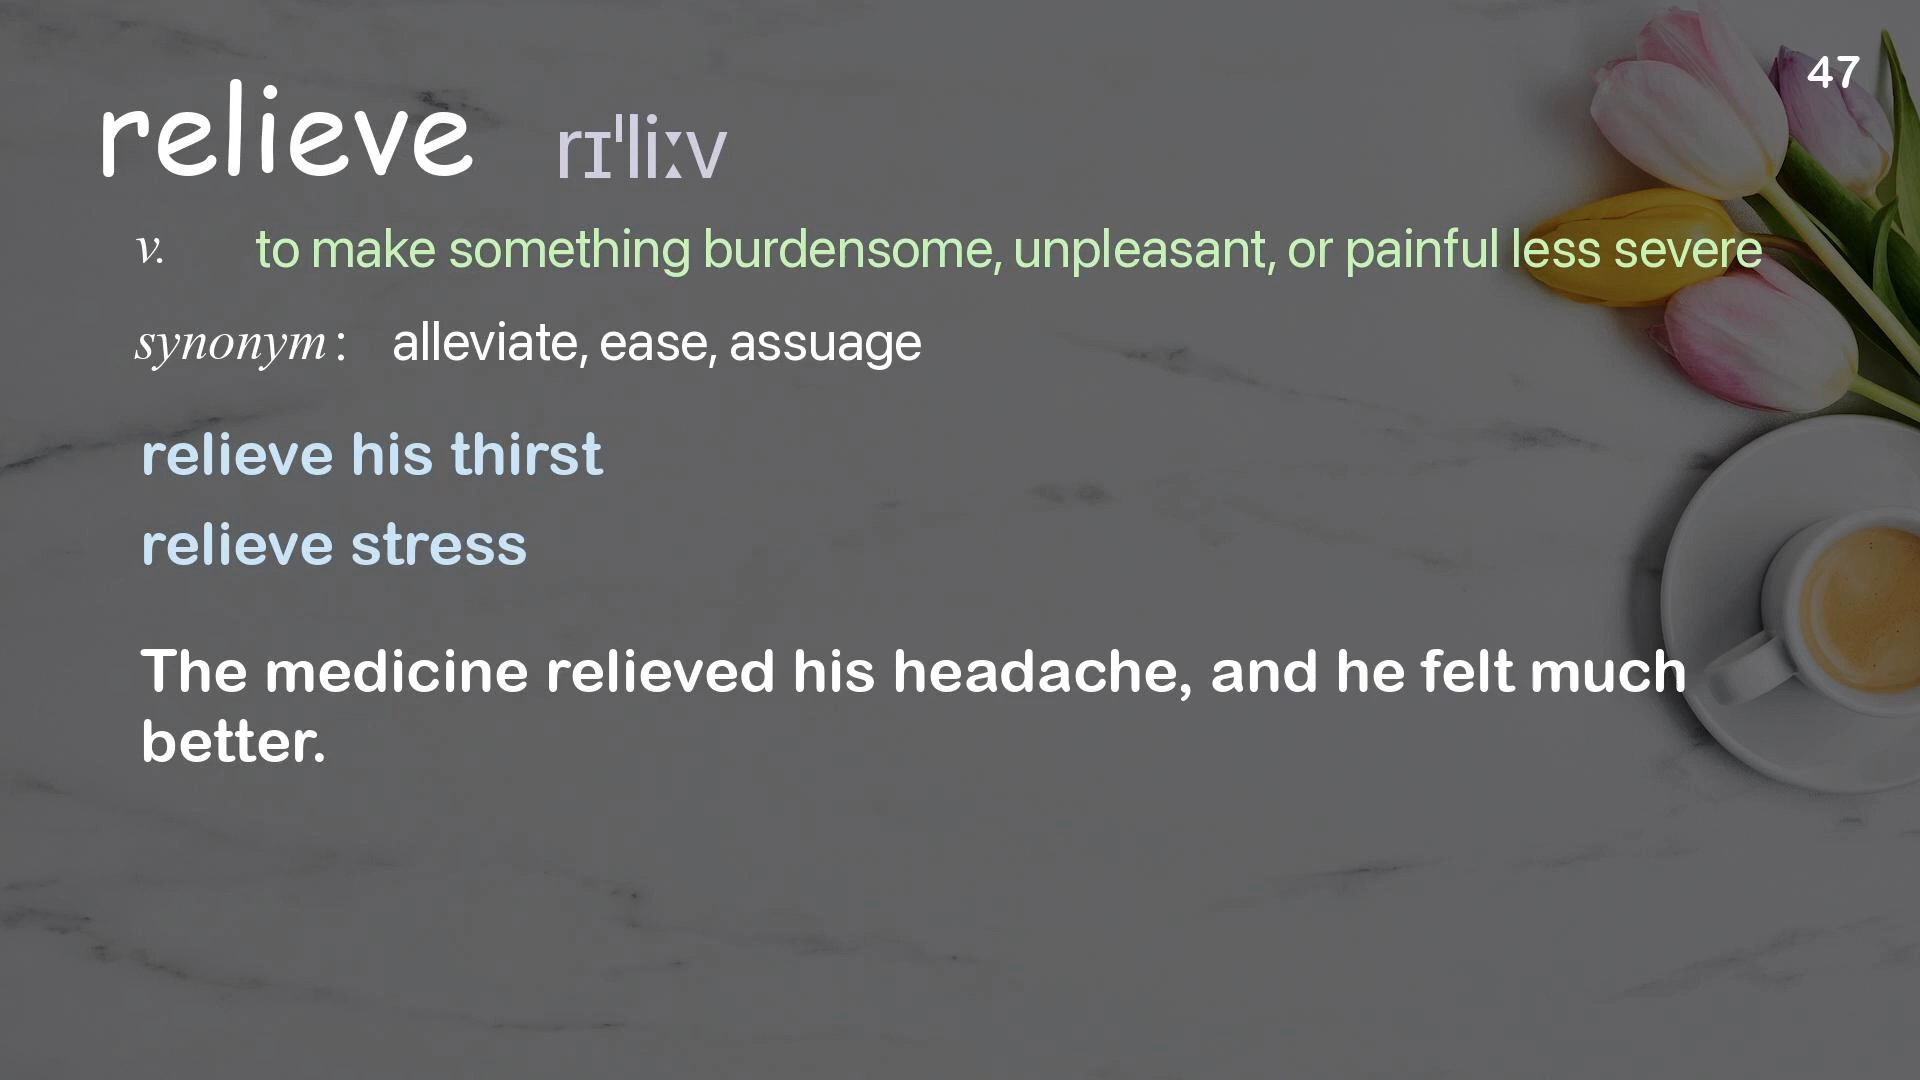 47
relieve rɪˈliːv
v. to make something burdensome, unpleasant, or painful less severe
synonym : alleviate, ease, assuage
relieve his thirst
relieve stress
The medicine relieved his headache, and he felt much
better.